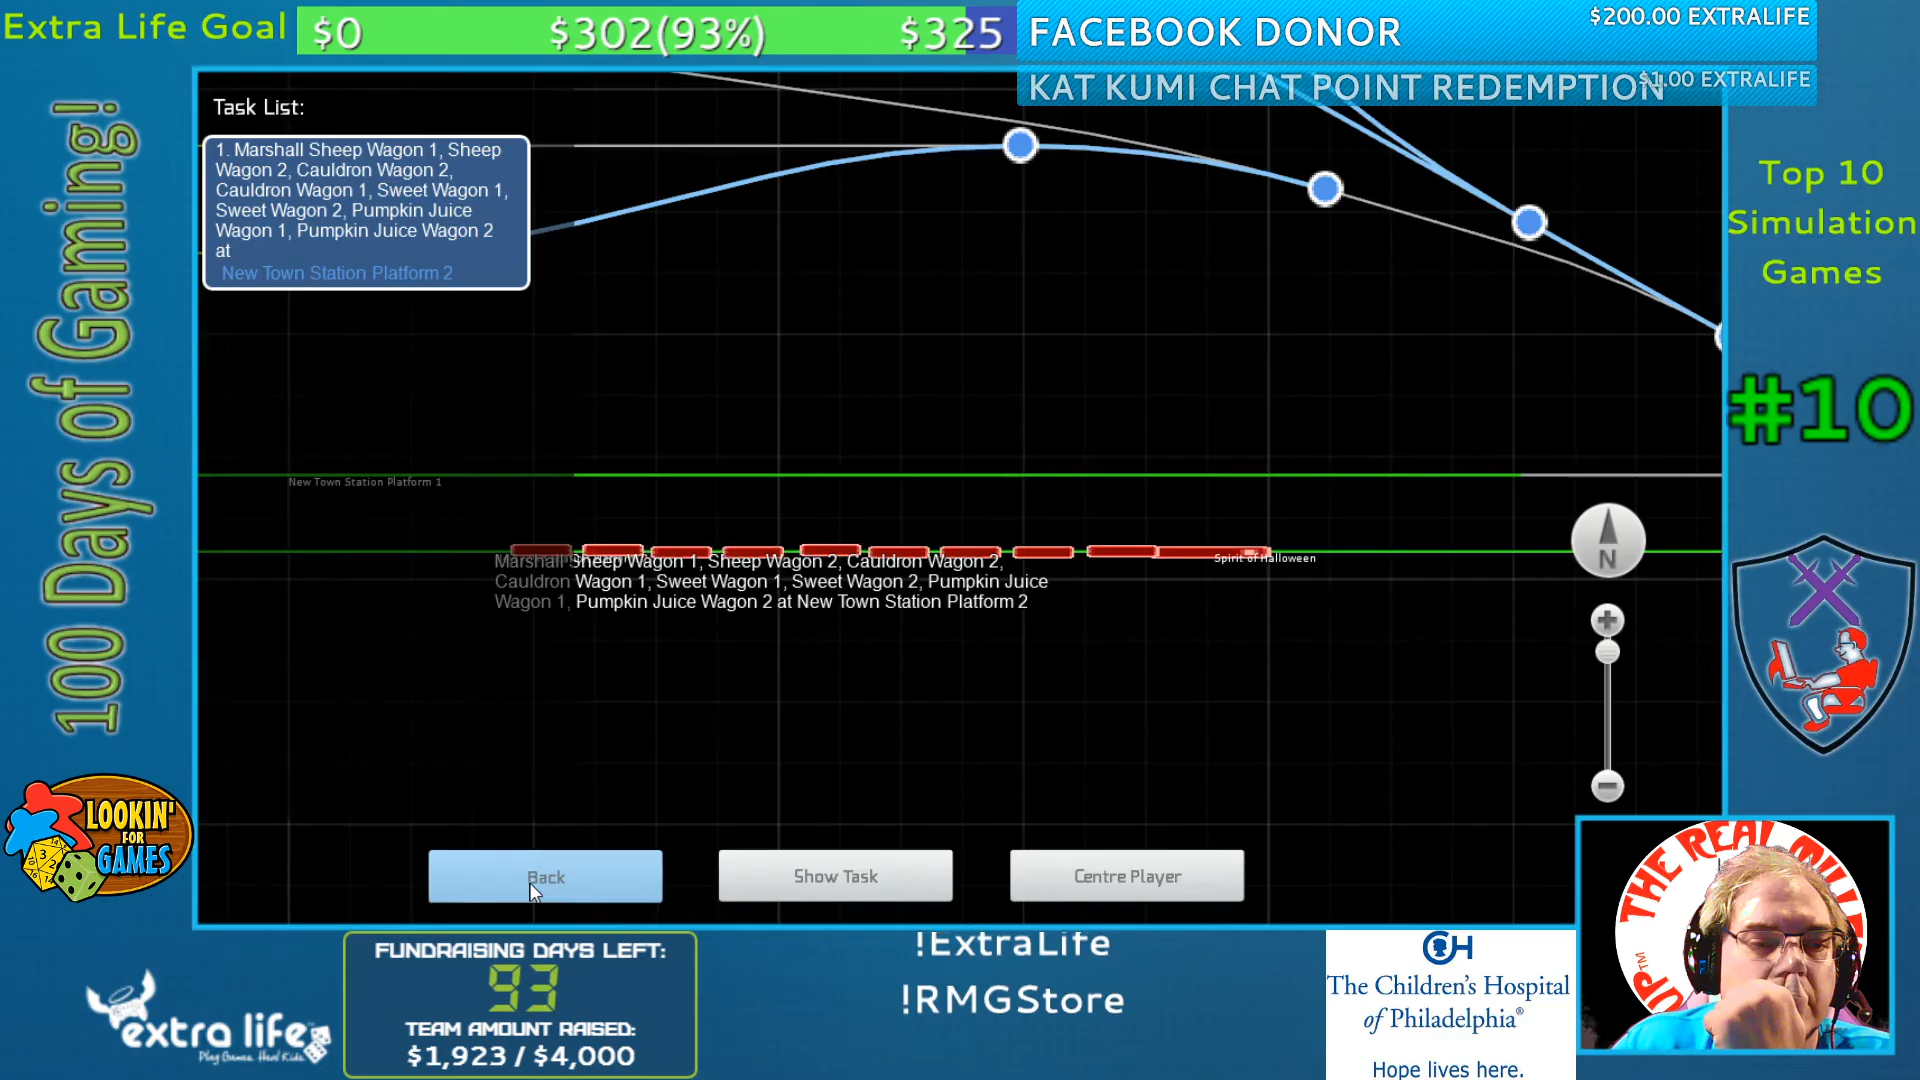 Extra Life Goal
$0
$302(93%)
$325
FACEBOOK DONOR
$200.00 EXTRALIFE
KAT KUMI CHAT POINT REDEMPTION
$1.00 EXTRALIFE
100 Days of Gaming!
Task List:
1. Marshall Sheep Wagon 1, Sheep
Wagon 2, Cauldron Wagon 2,
Cauldron Wagon 1, Sweet Wagon 1,
Sweet Wagon 2, Pumpkin Juice
Wagon 1, Pumpkin Juice Wagon 2
at
New Town Station Platform 2
Top 10
Simulation
Games
#10
New Town Station Platform 1
Spirit of Halloween
Marshall Sheep Wagon 1, Sheep Wagon 2, Cauldron Wagon 2,
Cauldron Wagon 1, Sweet Wagon 1, Sweet Wagon 2, Pumpkin Juice
Wagon 1, Pumpkin Juice Wagon 2 at New Town Station Platform 2
N
LOOKIN'
FOR
GAMES
Back
Show Task
Centre Player
extra life
Play Games. Heal Kids.
FUNDRAISING DAYS LEFT:
93
TEAM AMOUNT RAISED:
$1,923 / $4,000
!ExtraLife
!RMGStore
CH
The Children's Hospital
of Philadelphia®
Hope lives here.
THE REAL
UP™